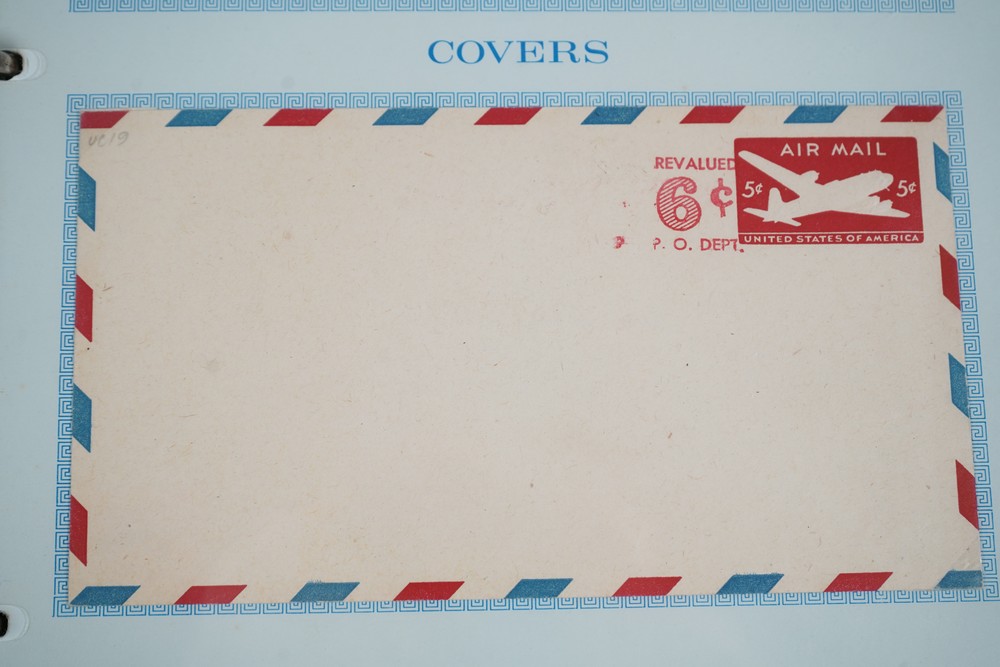 COVERS
UC19
REVALUED
6¢
P. O. DEPT.
AIR MAIL
5¢ 5¢
UNITED STATES OF AMERICA